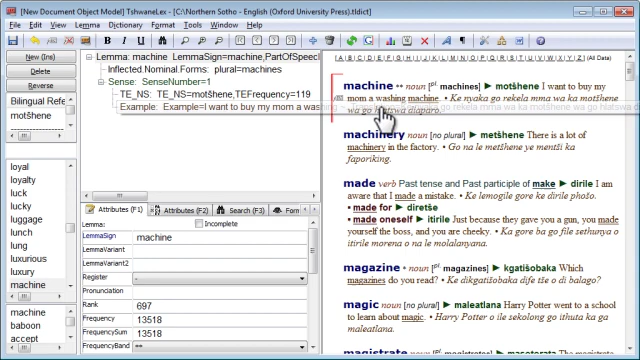 [New Document Object Model] TshwaneLex - [C:\Northern Sotho - English (Oxford University Press).tldict]
File Edit View Lemma Dictionary Format Tools Window Help
New (Ins)
Delete
Reverse
Bilingual Refer
motšhene
loyal
loyalty
luck
lucky
luggage
lunch
lung
luxurious
luxury
machine
machine
baboon
accept
Lemma: machine LemmaSign=machine,PartOfSpeech
Inflected.Nominal.Forms: plural=machines
Sense: SenseNumber=1
TE_NS: TE_NS=motšhene,TEFrequency=119
Example: Example=I want to buy my mom a washing
Attributes (F1) Attributes (F2) Search (F3) Form
Lemma: Incomplete
LemmaSign machine
LemmaVariant
LemmaVariant2
Register -
Pronunciation
Rank 697
Frequency 13518
FrequencySum 13518
FrequencyBand **
A B C D E F G H I J K L M N O P Q R S T U V W X Y Z (All Data)
machine ** noun [pl machines] ► motšhene I want to buy my
mom a washing machine. • Ke nyaka go rekela mma wa ka motšhene
wa go hlatswa diaparo.
machinery noun [no plural] ► metšhene There is a lot of
machinery in the factory. • Go na le metšhene ye mentši ka
faporiking.
made verb Past tense and Past participle of make ► dirile I am
aware that I made a mistake. • Ke lemogile gore ke dirile phošo.
• made for ► diretše
• made oneself ► itirile Just because they gave you a gun, you made
yourself the boss, and you are cheeky. • Ka gore ba go file sethunya o
itirile morena o na le molalanyana.
magazine * noun [pl magazines] ► kgatišobaka Which
magazines do you read? • Ke dikgatišobaka dife tše o di balago?
magic noun [no plural] ► maleatlana Harry Potter went to a school
to learn about magic. • Harry Potter o ile sekolong go ithuta ka ga
maleatlana.